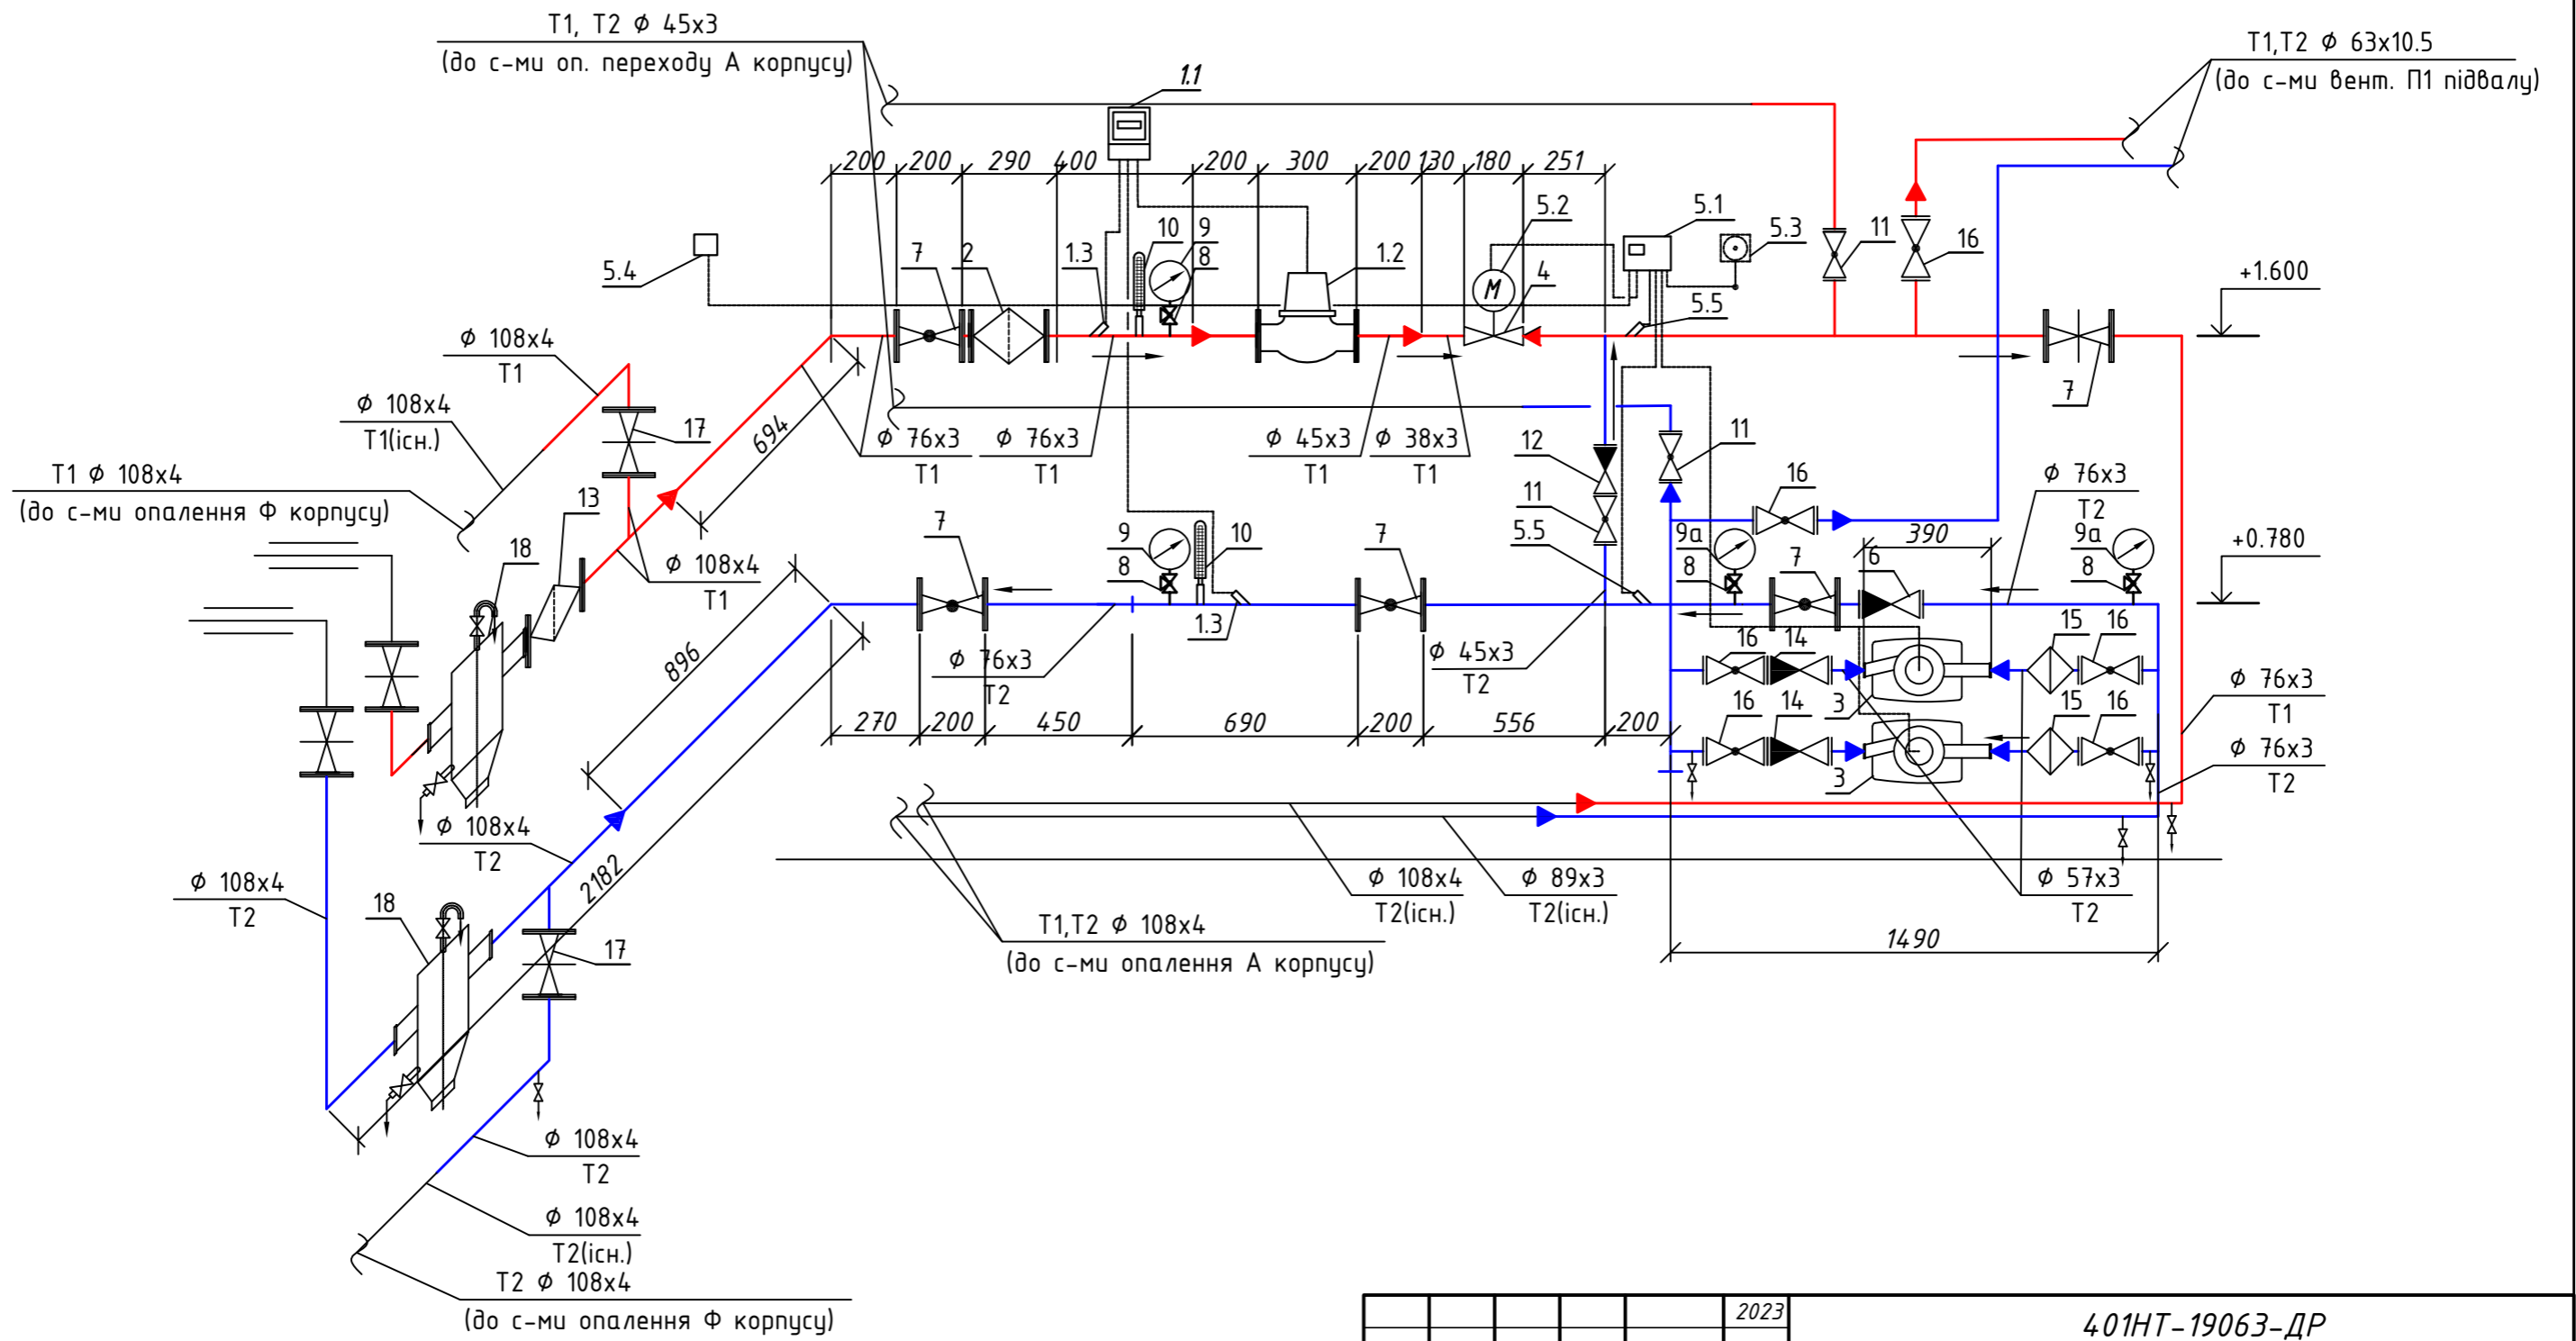 Т1, Т2 Ф 45х3
(до с-ми оп. переходу А корпусу)
Т1,Т2 Ф 63х10.5
(до с-ми вент. П1 підвалу)
1.1
200 200 290 400 200 300 200 130 180 251
5.4
7
2
1.3
10
9
8
1.2
5.2
4
5.1
5.3
5.5
11
16
+1.600
7
Ф 108х4
Т1
Ф 108х4
Т1(існ.)
Т1 Ф 108х4
(до с-ми опалення Ф корпусу)
17
694
13
18
Ф 108х4
Т1
Ф 76х3
Т1
Ф 76х3
Т1
Ф 45х3
Т1
Ф 38х3
Т1
12
11
11
5.5
16
Ф 76х3
Т2
390
9а
8
7
6
9а
8
+0.780
7
9
8
10
7
1.3
896
Ф 76х3
Т2
Ф 45х3
Т2
16 14
3
15 16
16 14
3
15 16
Ф 76х3
Т1
Ф 76х3
Т2
270 200 450 690 200 556 200
Ф 108х4
Т2
2182
Ф 108х4
Т2
18
17
Ф 108х4
Т2(існ.)
Ф 89х3
Т2(існ.)
Ф 57х3
Т2
Т1,Т2 Ф 108х4
(до с-ми опалення А корпусу)
1490
Ф 108х4
Т2
Ф 108х4
Т2(існ.)
Т2 Ф 108х4
(до с-ми опалення Ф корпусу)
М
2023
401НТ-19063-ДР